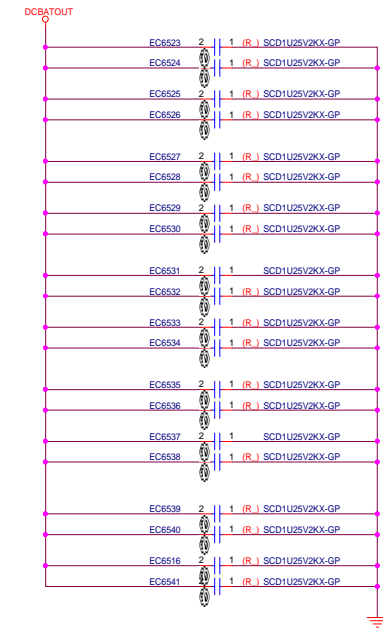 DCBATOUT
EC6523 2 1 (R_) SCD1U25V2KX-GP
EC6524 1 (R_) SCD1U25V2KX-GP
EC6525 2 1 (R_) SCD1U25V2KX-GP
EC6526 1 (R_) SCD1U25V2KX-GP
EC6527 2 1 (R_) SCD1U25V2KX-GP
EC6528 1 (R_) SCD1U25V2KX-GP
EC6529 2 1 (R_) SCD1U25V2KX-GP
EC6530 1 (R_) SCD1U25V2KX-GP
EC6531 2 1 SCD1U25V2KX-GP
EC6532 1 (R_) SCD1U25V2KX-GP
EC6533 2 1 (R_) SCD1U25V2KX-GP
EC6534 1 (R_) SCD1U25V2KX-GP
EC6535 2 1 (R_) SCD1U25V2KX-GP
EC6536 1 (R_) SCD1U25V2KX-GP
EC6537 2 1 SCD1U25V2KX-GP
EC6538 1 (R_) SCD1U25V2KX-GP
EC6539 2 1 (R_) SCD1U25V2KX-GP
EC6540 1 (R_) SCD1U25V2KX-GP
EC6516 2 1 (R_) SCD1U25V2KX-GP
EC6541 1 (R_) SCD1U25V2KX-GP